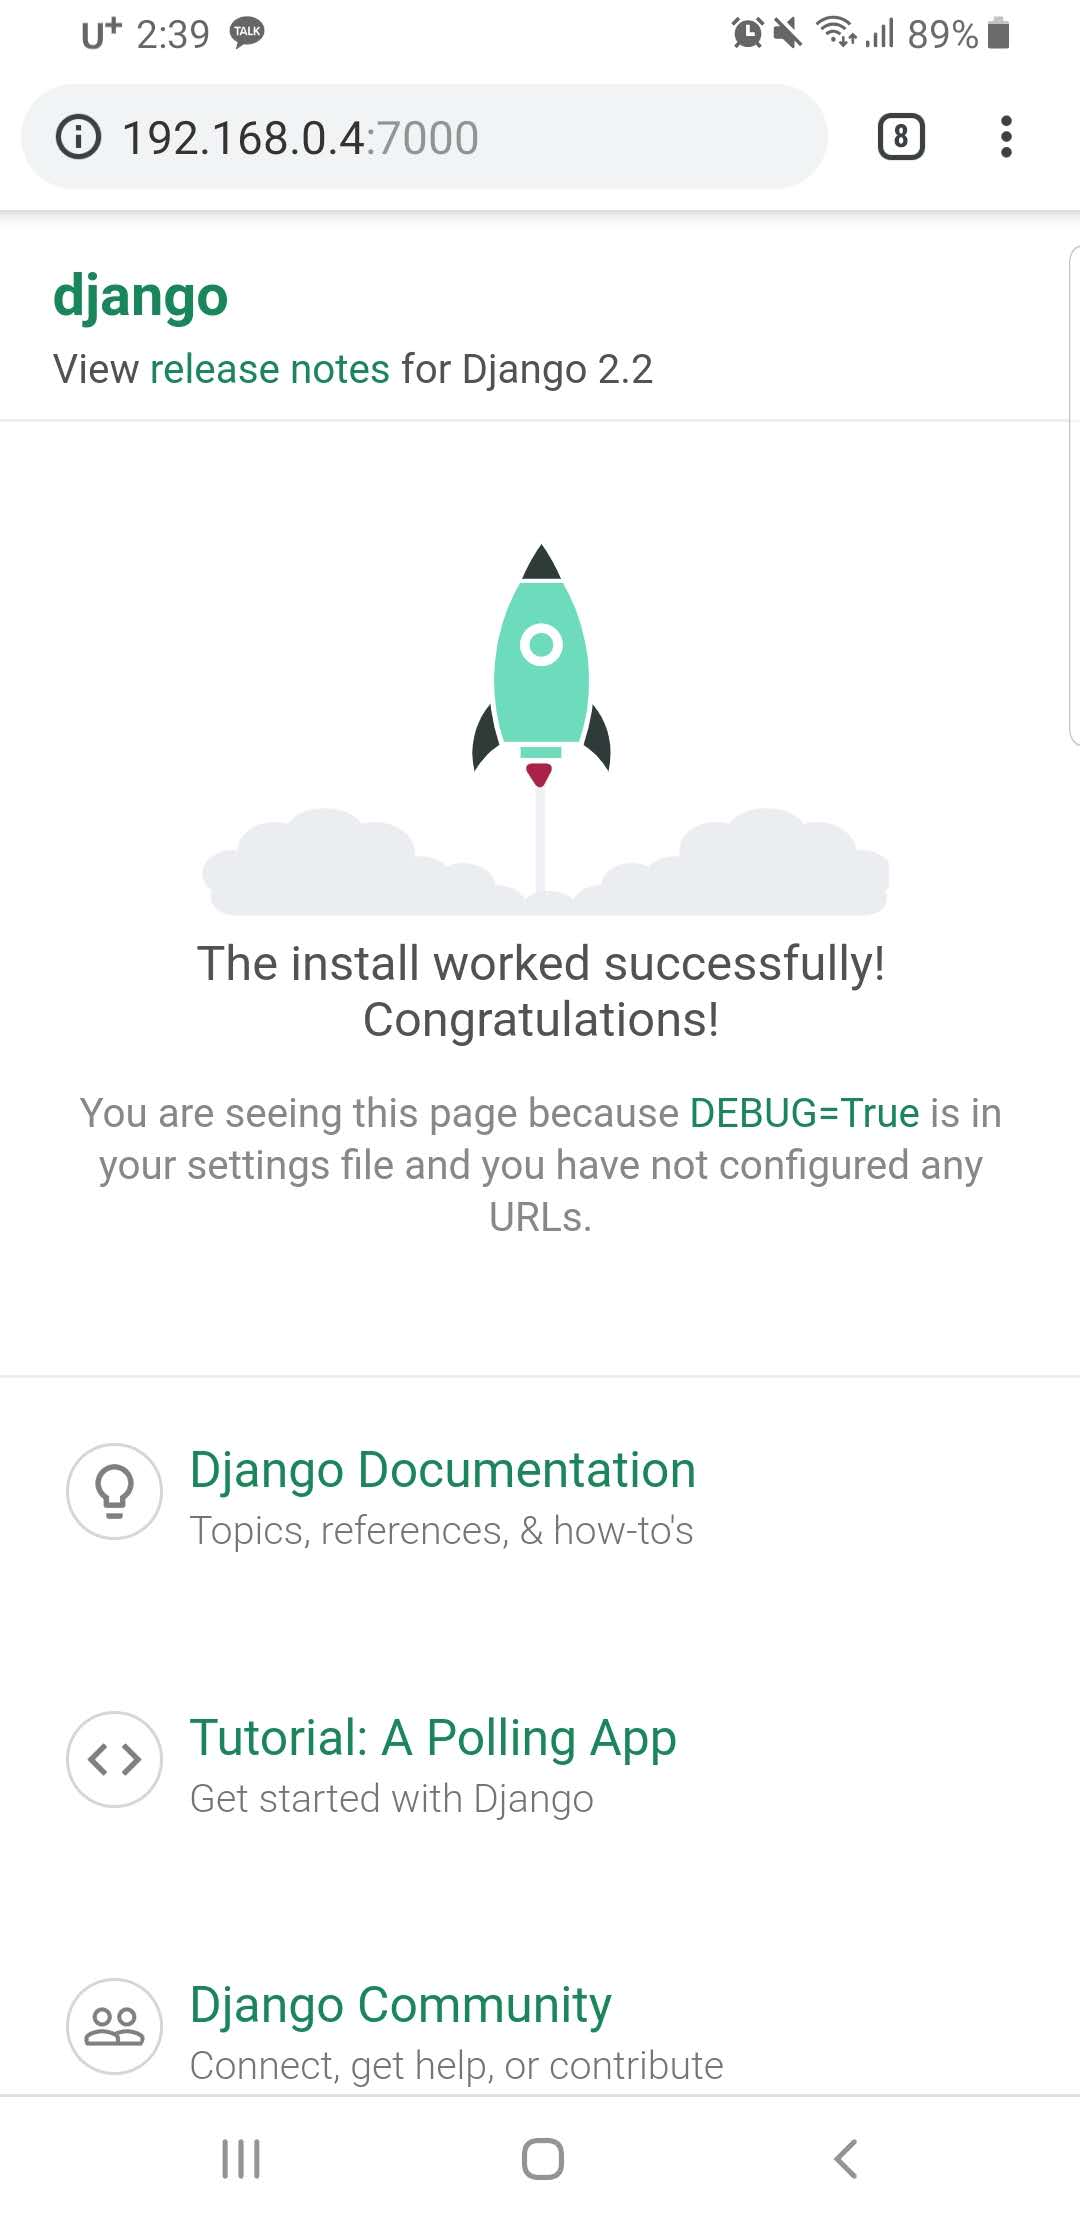 U+ 2:39 TALK 89%
192.168.0.4:7000 8
django
View release notes for Django 2.2
The install worked successfully!
Congratulations!
You are seeing this page because DEBUG=True is in
your settings file and you have not configured any
URLs.
Django Documentation
Topics, references, & how-to's
Tutorial: A Polling App
Get started with Django
Django Community
Connect, get help, or contribute